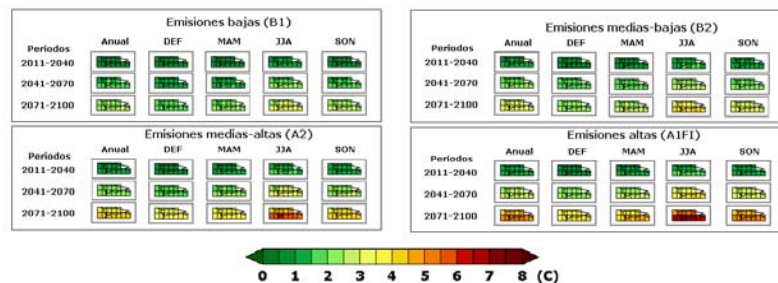 Emisiones bajas (B1)
Periodos
Anual DEF MAM JJA SON
2011-2040
2041-2070
2071-2100
Emisiones medias-bajas (B2)
Periodos
Anual DEF MAM JJA SON
2011-2040
2041-2070
2071-2100
Emisiones medias-altas (A2)
Periodos
Anual DEF MAM JJA SON
2011-2040
2041-2070
2071-2100
Emisiones altas (A1FI)
Periodos
Anual DEF MAM JJA SON
2011-2040
2041-2070
2071-2100
0 1 2 3 4 5 6 7 8 (C)